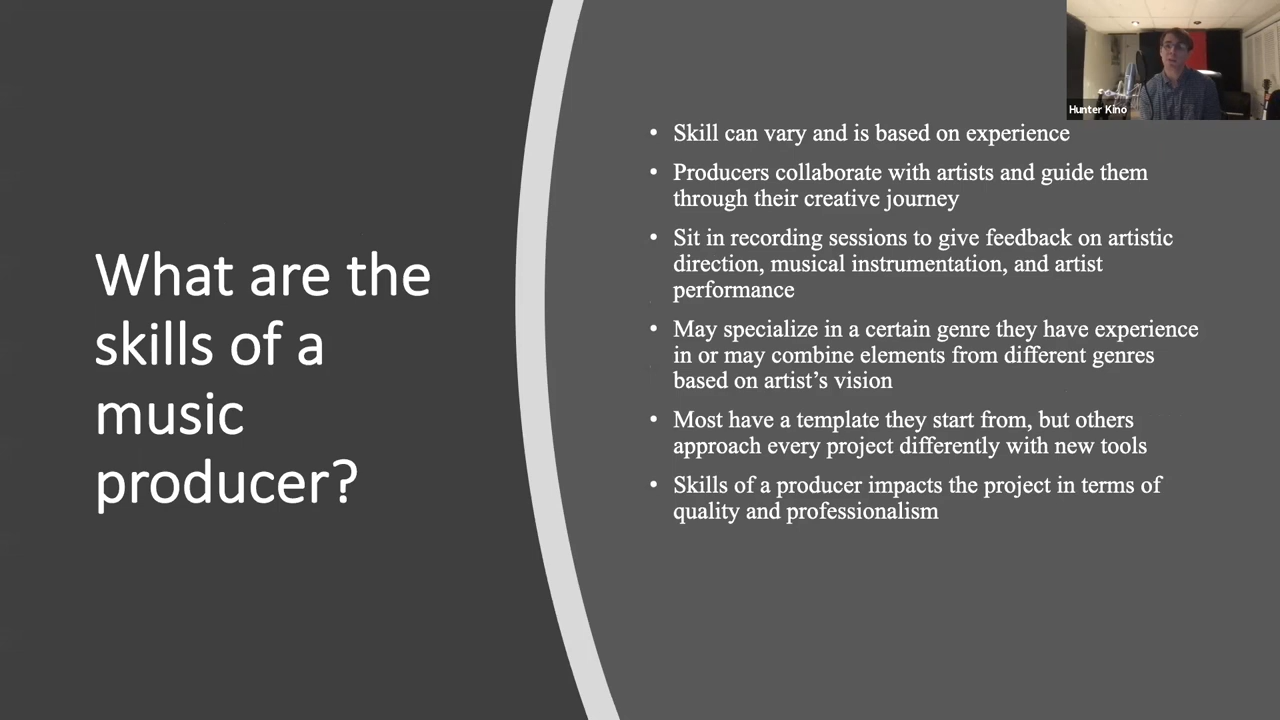 Hunter Kino
What are the
skills of a
music
producer?
• Skill can vary and is based on experience
• Producers collaborate with artists and guide them
through their creative journey
• Sit in recording sessions to give feedback on artistic
direction, musical instrumentation, and artist
performance
• May specialize in a certain genre they have experience
in or may combine elements from different genres
based on artist’s vision
• Most have a template they start from, but others
approach every project differently with new tools
• Skills of a producer impacts the project in terms of
quality and professionalism